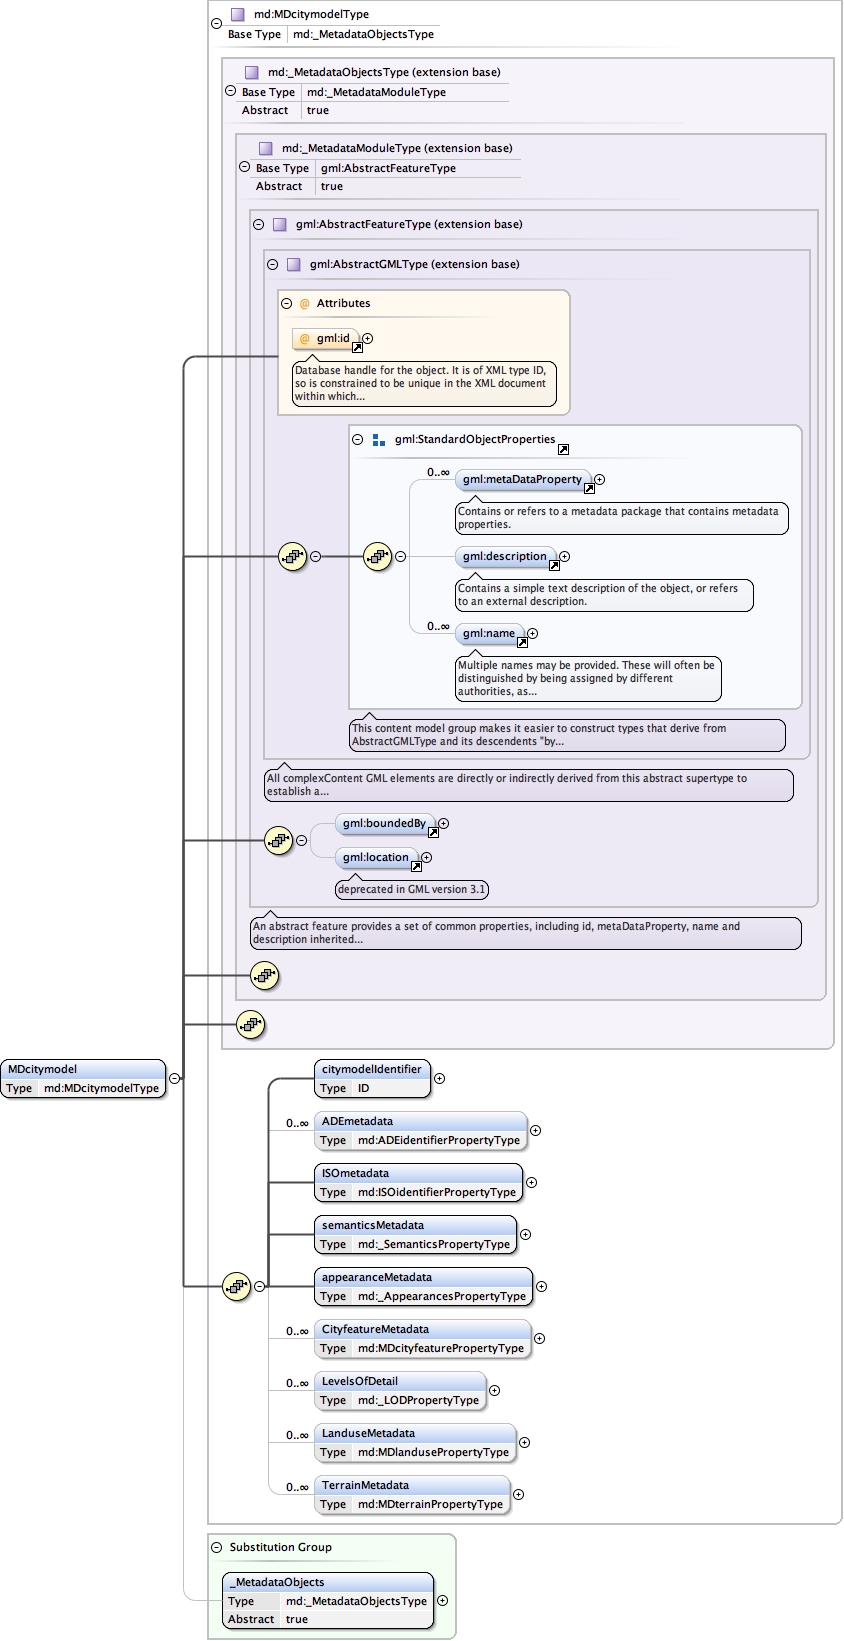 md:MDcitymodelType
Base Type md:_MetadataObjectsType
md:_MetadataObjectsType (extension base)
Base Type md:_MetadataModuleType
Abstract true
md:_MetadataModuleType (extension base)
Base Type gml:AbstractFeatureType
Abstract true
gml:AbstractFeatureType (extension base)
gml:AbstractGMLType (extension base)
@ Attributes
@ gml:id
Database handle for the object. It is of XML type ID,
so is constrained to be unique in the XML document
within which...
gml:StandardObjectProperties
0..∞ gml:metaDataProperty
Contains or refers to a metadata package that contains metadata
properties.
gml:description
Contains a simple text description of the object, or refers
to an external description.
0..∞ gml:name
Multiple names may be provided. These will often be
distinguished by being assigned by different
authorities, as...
This content model group makes it easier to construct types that derive from
AbstractGMLType and its descendents "by...
All complexContent GML elements are directly or indirectly derived from this abstract supertype to
establish a...
gml:boundedBy
gml:location
deprecated in GML version 3.1
An abstract feature provides a set of common properties, including id, metaDataProperty, name and
description inherited...
MDcitymodel
Type md:MDcitymodelType
citymodelIdentifier
Type ID
0..∞ ADEmetadata
Type md:ADEidentifierPropertyType
ISOmetadata
Type md:ISOidentifierPropertyType
semanticsMetadata
Type md:_SemanticsPropertyType
appearanceMetadata
Type md:_AppearancesPropertyType
0..∞ CityfeatureMetadata
Type md:MDcityfeaturePropertyType
0..∞ LevelsOfDetail
Type md:_LODPropertyType
0..∞ LanduseMetadata
Type md:MDlandusePropertyType
0..∞ TerrainMetadata
Type md:MDterrainPropertyType
Substitution Group
_MetadataObjects
Type md:_MetadataObjectsType
Abstract true